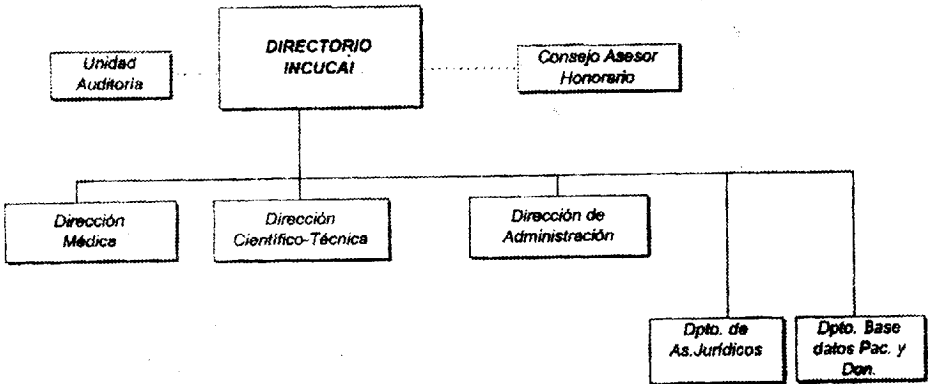 DIRECTORIO
INCUCAI
Unidad
Auditoria
Consejo Asesor
Honorario
Dirección
Médica
Dirección
Científico-Técnica
Dirección de
Administración
Dpto. de
As.Jurídicos
Dpto. Base
datos Pac. y
Don.